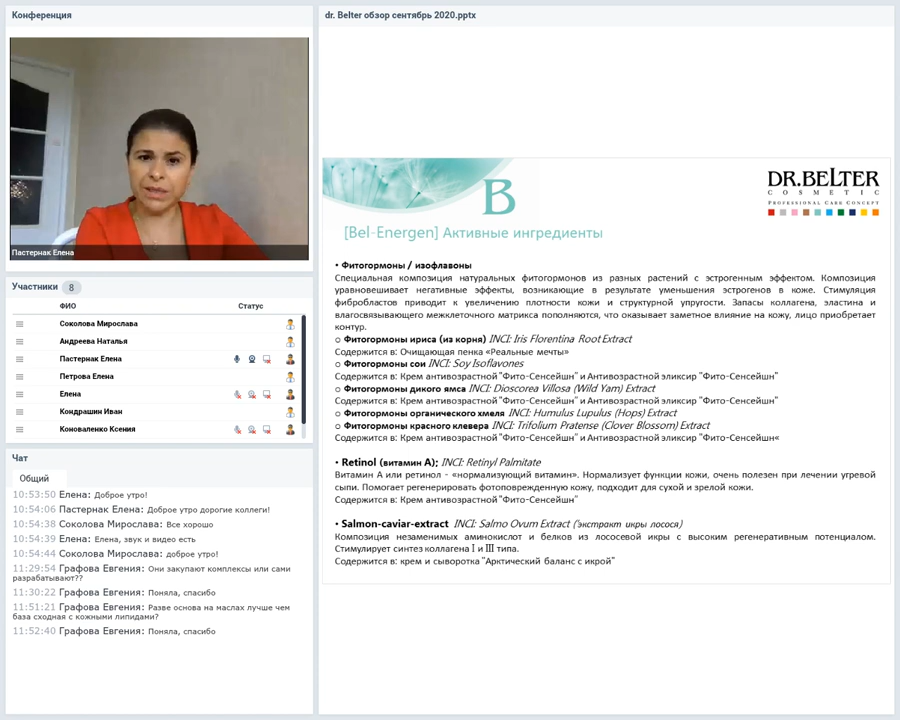 Конференция
Пастернак Елена
Участники 8
ФИО Статус
Соколова Мирослава
Андреева Наталья
Пастернак Елена
Петрова Елена
Елена
Кондрашин Иван
Коноваленко Ксения
Чат
Общий
10:53:50 Елена: Доброе утро!
10:54:06 Пастернак Елена: Доброе утро дорогие коллеги!
10:54:38 Соколова Мирослава: Все хорошо
10:54:39 Елена: Елена, звук и видео есть
10:54:44 Соколова Мирослава: доброе утро!
11:29:54 Графова Евгения: Они закупают комплексы или сами
разрабатывают??
11:30:22 Графова Евгения: Поняла, спасибо
11:51:21 Графова Евгения: Разве основа на маслах лучше чем
база сходная с кожными липидами?
11:52:40 Графова Евгения: Поняла, спасибо
dr. Belter обзор сентябрь 2020.pptx
B
DR.BELTER
COSMETIC
PROFESSIONAL CARE CONCEPT
[Bel-Energen] Активные ингредиенты
• Фитогормоны / изофлавоны
Специальная композиция натуральных фитогормонов из разных растений с эстрогенным эффектом. Композиция
уравновешивает негативные эффекты, возникающие в результате уменьшения эстрогенов в коже. Стимуляция
фибробластов приводит к увеличению плотности кожи и структурной упругости. Запасы коллагена, эластина и
влагосвязывающего межклеточного матрикса пополняются, что оказывает заметное влияние на кожу, лицо приобретает
контур.
○ Фитогормоны ириса (из корня) INCI: Iris Florentina Root Extract
Содержится в: Очищающая пенка «Реальные мечты»
○ Фитогормоны сои INCI: Soy Isoflavones
Содержится в: Крем антивозрастной "Фито-Сенсейшн" и Антивозрастной эликсир "Фито-Сенсейшн"
○ Фитогормоны дикого ямса INCI: Dioscorea Villosa (Wild Yam) Extract
Содержится в: Крем антивозрастной "Фито-Сенсейшн" и Антивозрастной эликсир "Фито-Сенсейшн"
○ Фитогормоны органического хмеля INCI: Humulus Lupulus (Hops) Extract
○ Фитогормоны красного клевера INCI: Trifolium Pratense (Clover Blossom) Extract
Содержится в: Крем антивозрастной "Фито-Сенсейшн" и Антивозрастной эликсир "Фито-Сенсейшн«
• Retinol (витамин А); INCI: Retinyl Palmitate
Витамин А или ретинол - «нормализующий витамин». Нормализует функции кожи, очень полезен при лечении угревой
сыпи. Помогает регенерировать фотоповрежденную кожу, подходит для сухой и зрелой кожи.
Содержится в: Крем антивозрастной "Фито-Сенсейшн"
• Salmon-caviar-extract INCI: Salmo Ovum Extract (экстракт икры лосося)
Композиция незаменимых аминокислот и белков из лососевой икры с высоким регенеративным потенциалом.
Стимулирует синтез коллагена I и III типа.
Содержится в: крем и сыворотка "Арктический баланс с икрой"